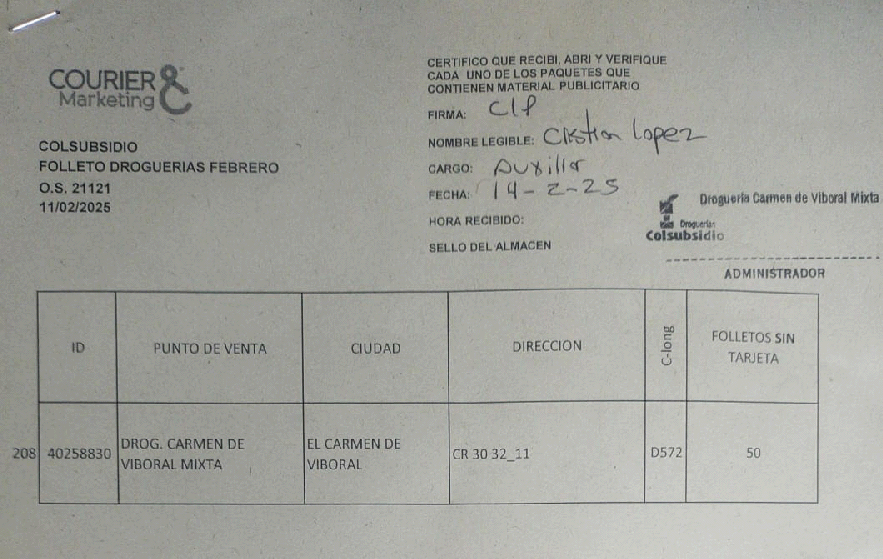 COURIER &
Marketing
COLSUBSIDIO
FOLLETO DROGUERIAS FEBRERO
O.S. 21121
11/02/2025
CERTIFICO QUE RECIBI, ABRI Y VERIFIQUE
CADA UNO DE LOS PAQUETES QUE
CONTIENEN MATERIAL PUBLICITARIO
FIRMA: Clp
NOMBRE LEGIBLE: Cristian Lopez
CARGO: Auxiliar
FECHA: 14-2-25
HORA RECIBIDO:
SELLO DEL ALMACEN
Drogueria Carmen de Viboral Mixta
Droguerías
Colsubsidio
ADMINISTRADOR
ID PUNTO DE VENTA CIUDAD DIRECCION C-long FOLLETOS SIN TARJETA
208 40258830 DROG. CARMEN DE VIBORAL MIXTA EL CARMEN DE VIBORAL CR 30 32_11 D572 50